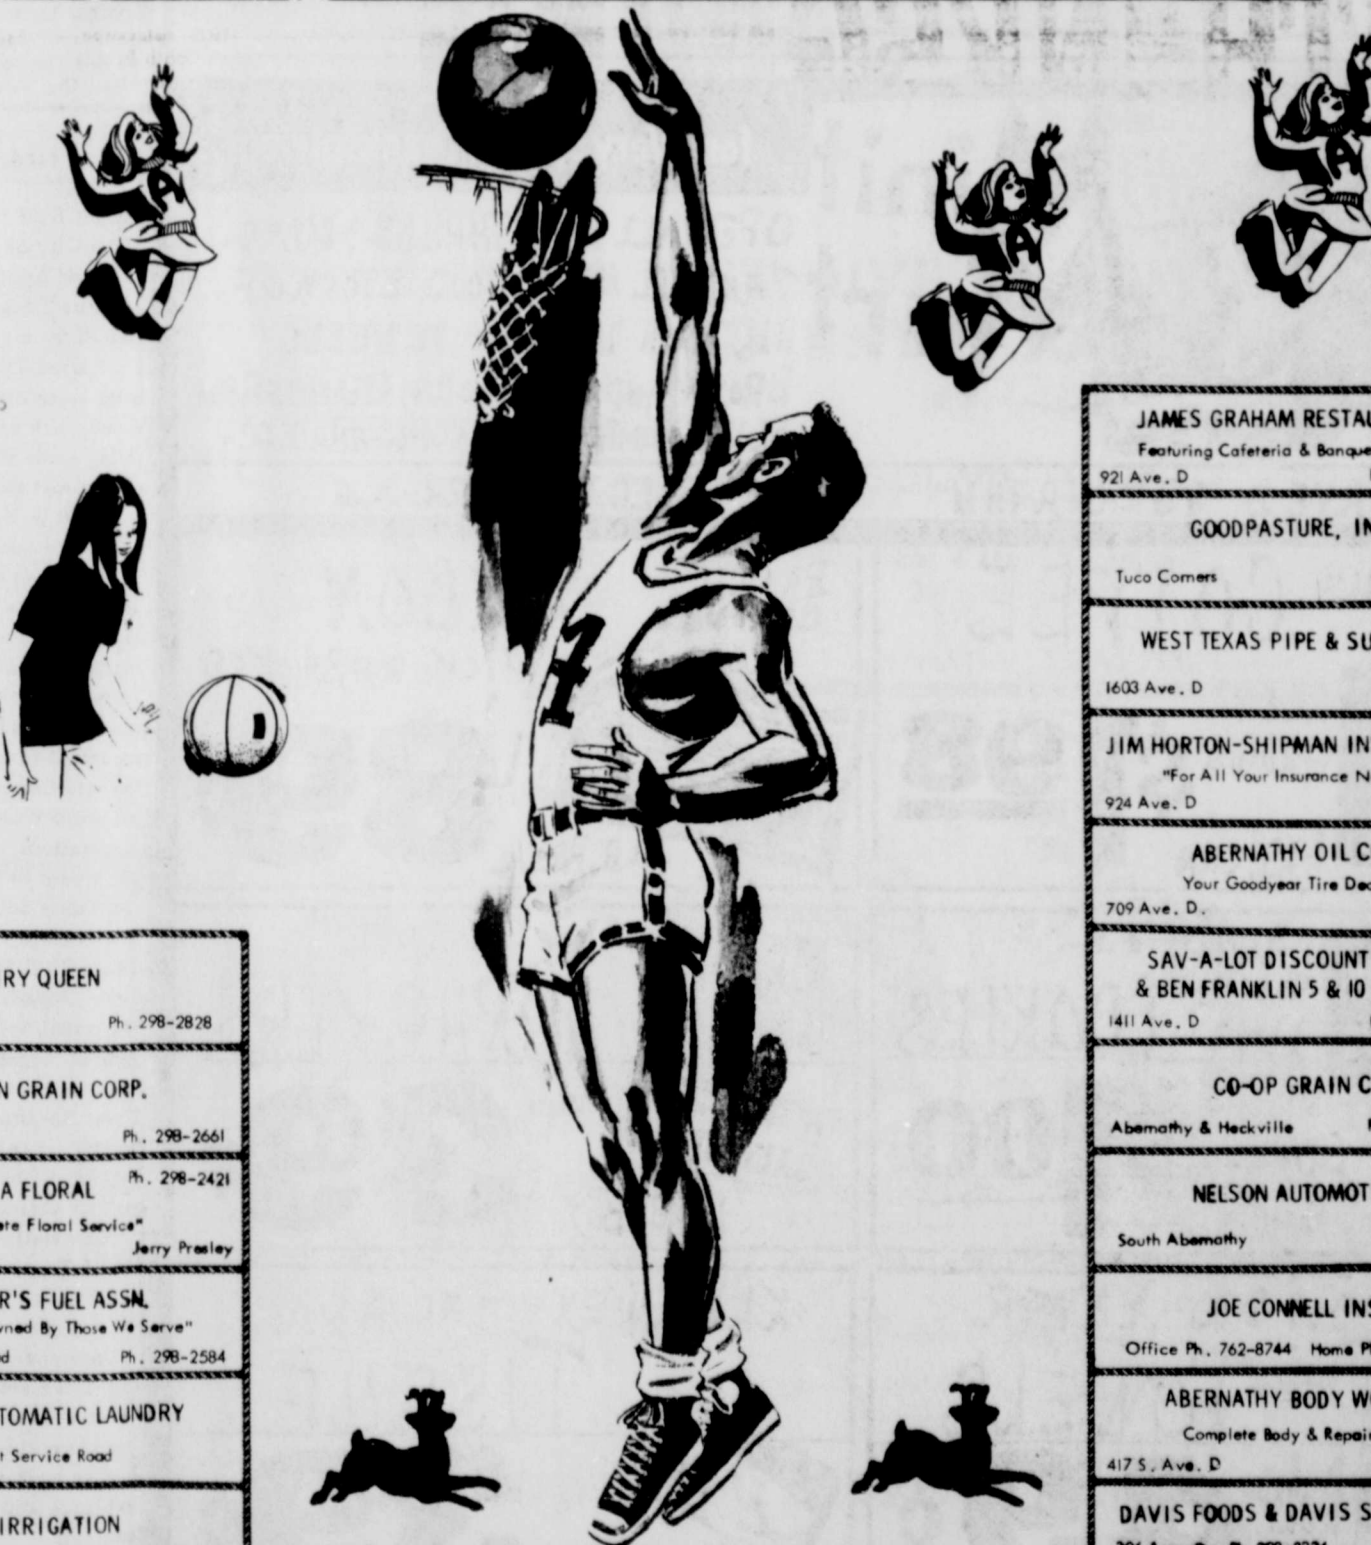 A
A
A
RY QUEEN
Ph. 298-2828
N GRAIN CORP.
Ph. 298-2661
A FLORAL Ph. 298-2421
te Floral Service"
Jerry Presley
R'S FUEL ASSN.
ned By Those We Serve"
d Ph. 298-2584
TOMATIC LAUNDRY
t Service Road
IRRIGATION
JAMES GRAHAM RESTAU
Featuring Cafeteria & Banque
921 Ave. D
GOODPASTURE, IN
Tuco Corners
WEST TEXAS PIPE & SU
1603 Ave. D
JIM HORTON-SHIPMAN IN
"For All Your Insurance N
924 Ave. D
ABERNATHY OIL C
Your Goodyear Tire Dea
709 Ave. D.
SAV-A-LOT DISCOUNT
& BEN FRANKLIN 5 & 10
1411 Ave. D
CO-OP GRAIN C
Abernathy & Heckville
NELSON AUTOMOT
South Abernathy
JOE CONNELL INS
Office Ph. 762-8744 Home P
ABERNATHY BODY W
Complete Body & Repair
417 S. Ave. D
DAVIS FOODS & DAVIS S